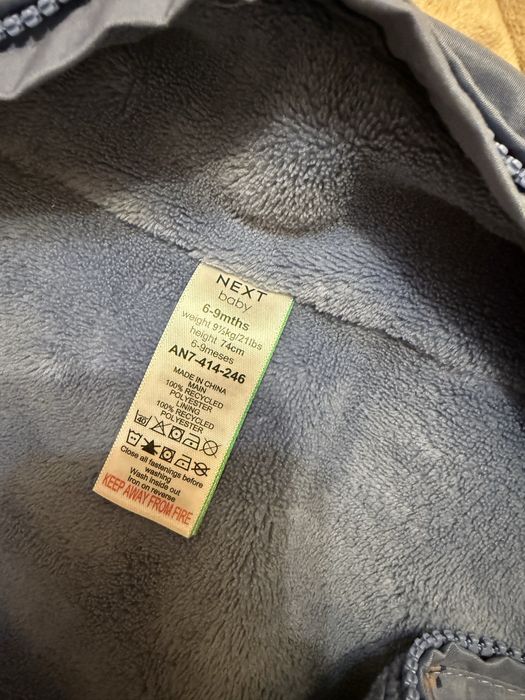 NEXT
baby
6-9mths
weight 9½kg/21lbs
height 74cm
6-9meses
AN7-414-246
MADE IN CHINA
MAIN
100% RECYCLED
POLYESTER
LINING
100% RECYCLED
POLYESTER
40
Close all fastenings before
washing
Wash inside out
Iron on reverse
KEEP AWAY FROM FIRE